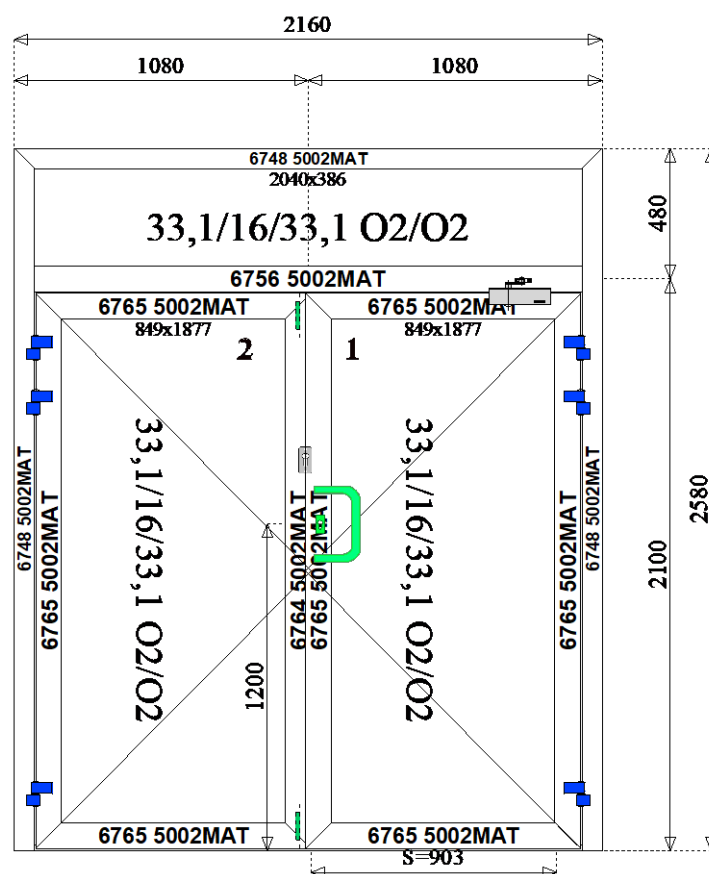 2160
1080 1080
6748 5002MAT
2040x386
33,1/16/33,1 O2/O2
480
6756 5002MAT
6765 5002MAT 6765 5002MAT
849x1877 849x1877
2 1
33,1/16/33,1 O2/O2
33,1/16/33,1 O2/O2
6748 5002MAT
6765 5002MAT
6764 5002MAT
6765 5002MAT
6765 5002MAT
6748 5002MAT
1200
2100
2580
6765 5002MAT 6765 5002MAT
S=903